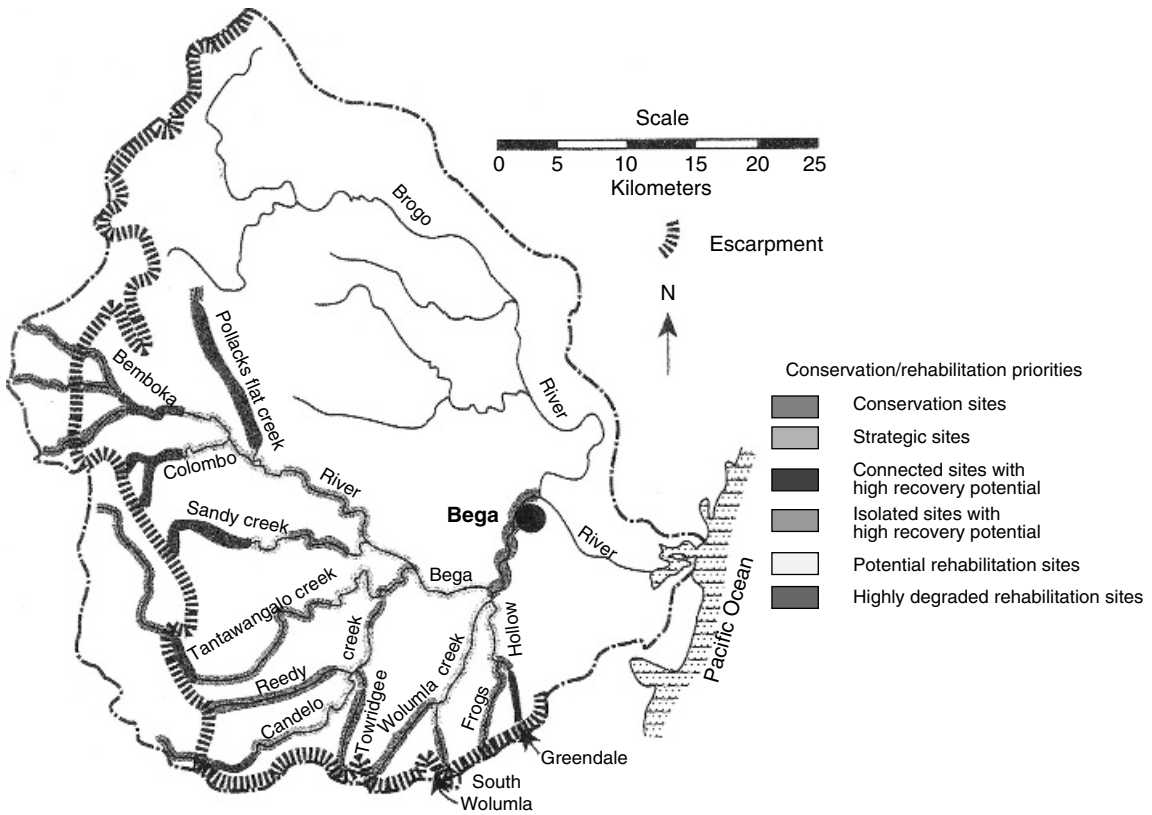 Scale
0 5 10 15 20 25
Kilometers
Escarpment
N
Brogo
River
Pollacks flat creek
Bemboka
Colombo
River
Sandy creek
Bega
River
Bega
Tantawangalo creek
Reedy
creek
Candelo
Towridgee
Wolumla creek
Frogs
Hollow
Greendale
South
Wolumla
Pacific Ocean
Conservation/rehabilitation priorities
Conservation sites
Strategic sites
Connected sites with
high recovery potential
Isolated sites with
high recovery potential
Potential rehabilitation sites
Highly degraded rehabilitation sites